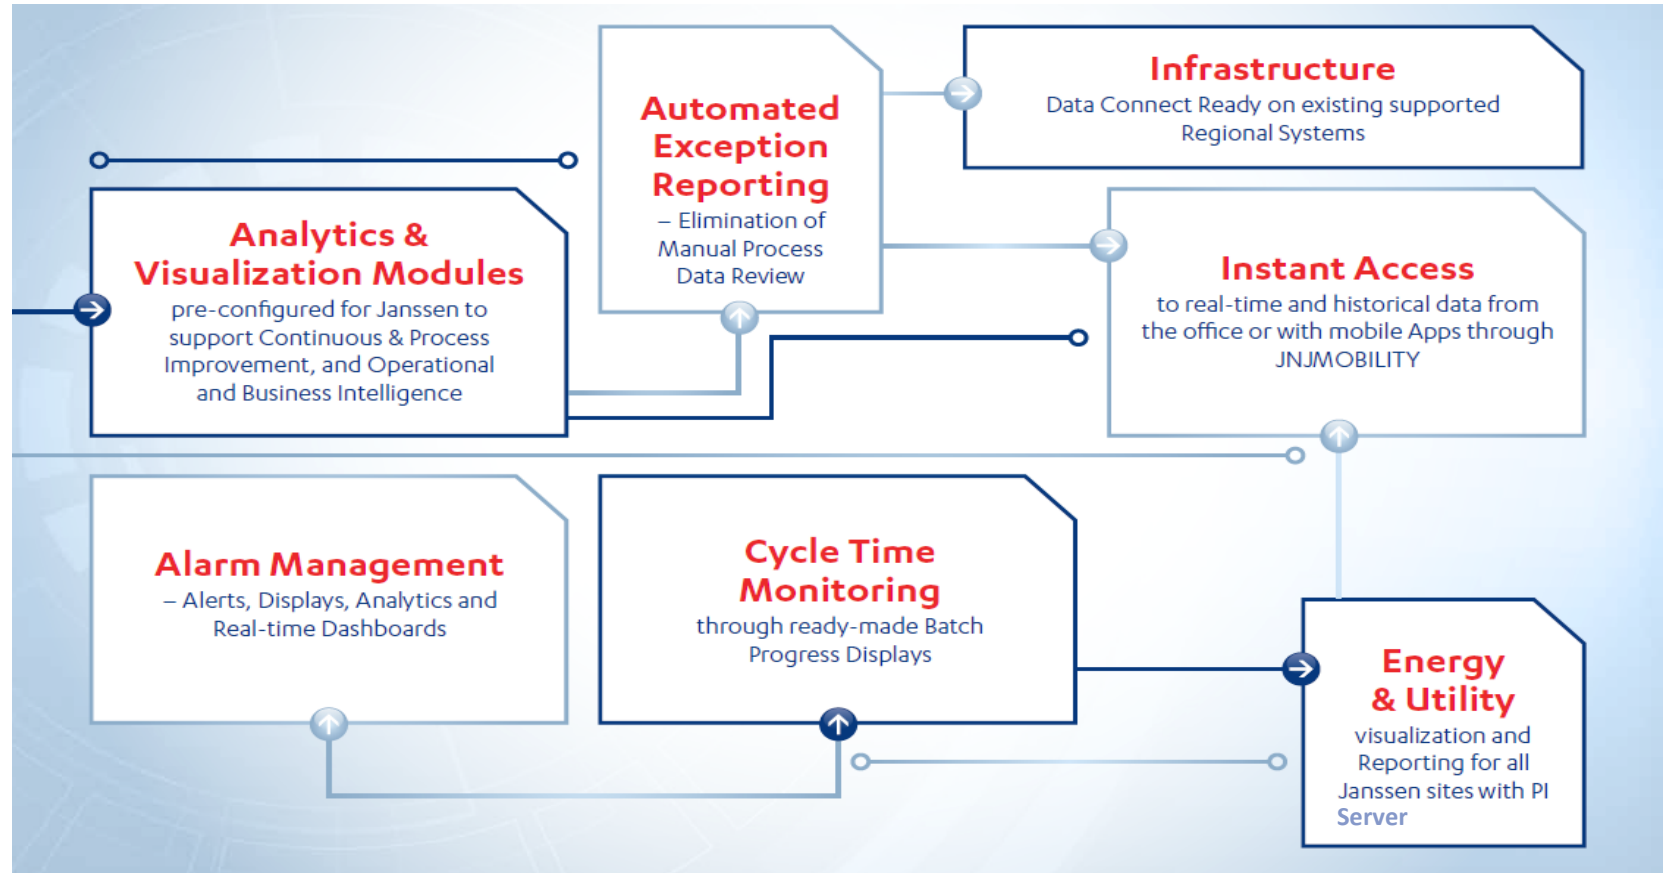 Analytics &
Visualization Modules
pre-configured for Janssen to
support Continuous & Process
Improvement, and Operational
and Business Intelligence
Automated
Exception
Reporting
– Elimination of
Manual Process
Data Review
Infrastructure
Data Connect Ready on existing supported
Regional Systems
Instant Access
to real-time and historical data from
the office or with mobile Apps through
JNJMOBILITY
Alarm Management
– Alerts, Displays, Analytics and
Real-time Dashboards
Cycle Time
Monitoring
through ready-made Batch
Progress Displays
Energy
& Utility
visualization and
Reporting for all
Janssen sites with PI
Server